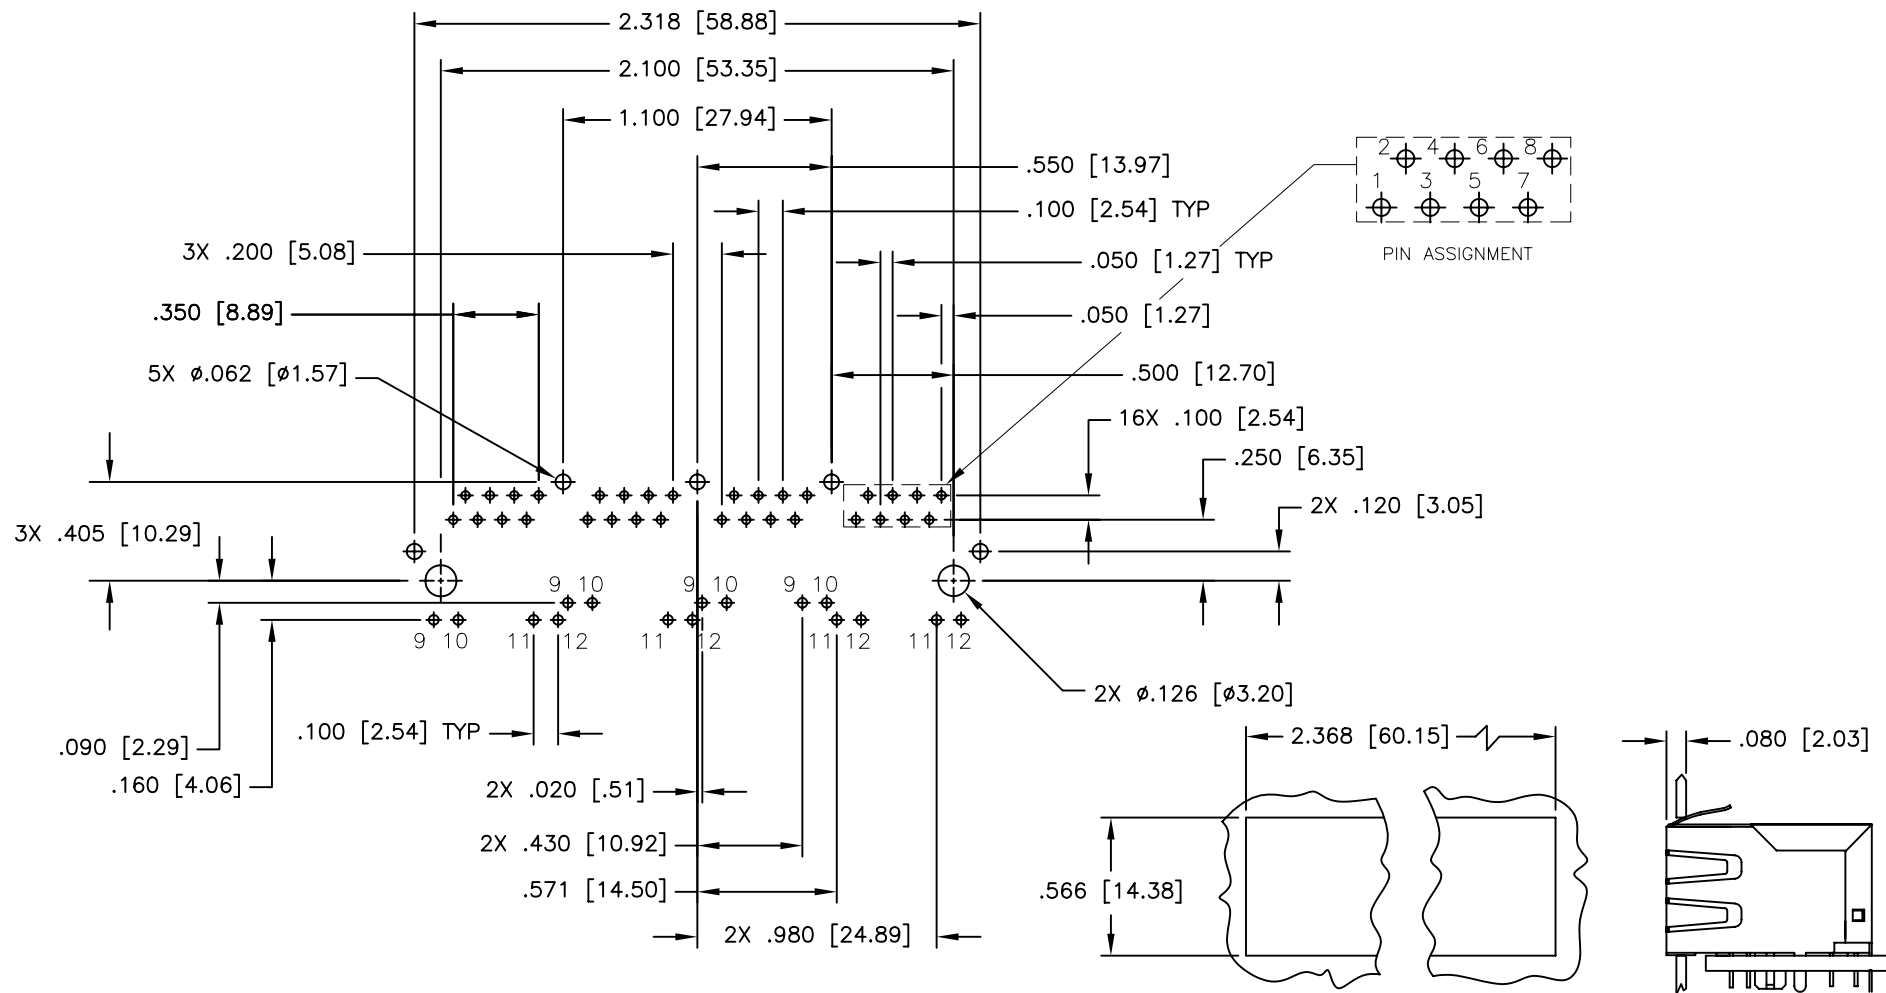 2.318 [58.88]
2.100 [53.35]
1.100 [27.94]
.550 [13.97]
.100 [2.54] TYP
3X .200 [5.08]
.050 [1.27] TYP
.350 [8.89]
.050 [1.27]
5X ø.062 [ø1.57]
.500 [12.70]
16X .100 [2.54]
.250 [6.35]
2X .120 [3.05]
3X .405 [10.29]
2 4 6 8
1 3 5 7
PIN ASSIGNMENT
9 10 9 10 9 10
9 10 11 12 11 12 11 12 11 12
2X ø.126 [ø3.20]
.100 [2.54] TYP
.090 [2.29]
.160 [4.06]
2X .020 [.51]
2X .430 [10.92]
.571 [14.50]
2X .980 [24.89]
2.368 [60.15]
.080 [2.03]
.566 [14.38]